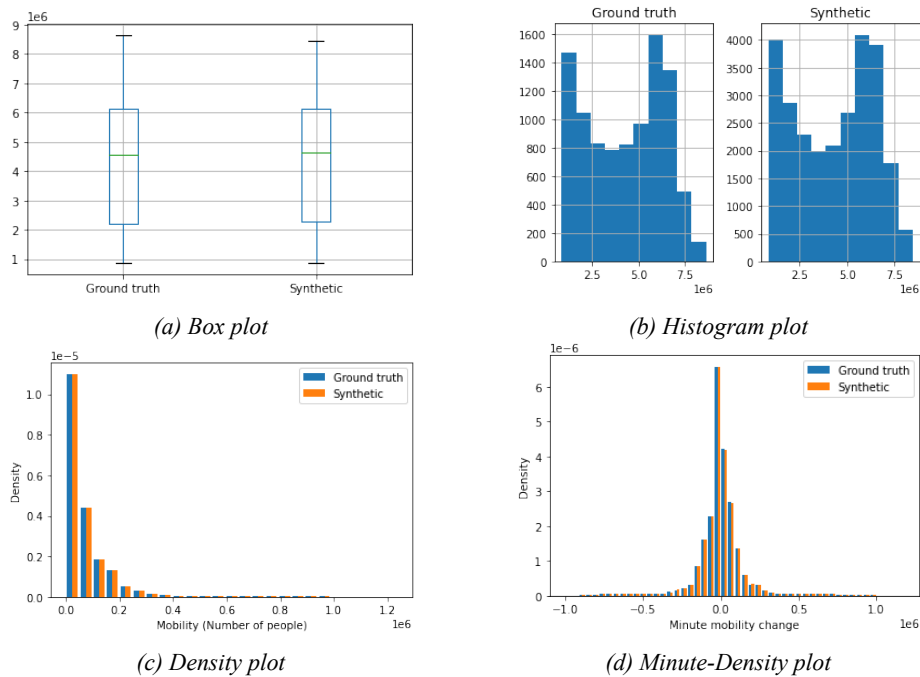 1e6
9
8
7
6
5
4
3
2
1
Ground truth
Synthetic
(a) Box plot
Ground truth
1600
1400
1200
1000
800
600
400
200
0
2.5 5.0 7.5
1e6
Synthetic
4000
3500
3000
2500
2000
1500
1000
500
0
2.5 5.0 7.5
1e6
(b) Histogram plot
1e−5
1.0
0.8
0.6
0.4
0.2
0.0
Density
Ground truth
Synthetic
0.0 0.2 0.4 0.6 0.8 1.0 1.2
Mobility (Number of people)
1e6
(c) Density plot
1e−6
6
5
4
3
2
1
0
Density
Ground truth
Synthetic
−1.0 −0.5 0.0 0.5 1.0
Minute mobility change
1e6
(d) Minute-Density plot